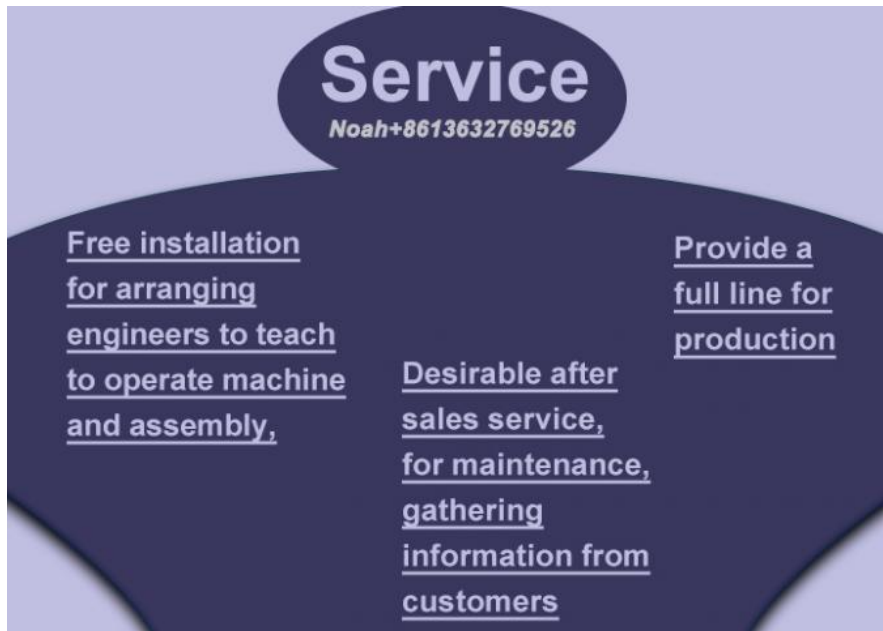 Service
Noah+8613632769526
Free installation
for arranging
engineers to teach
to operate machine
and assembly,
Desirable after
sales service,
for maintenance,
gathering
information from
customers
Provide a
full line for
production